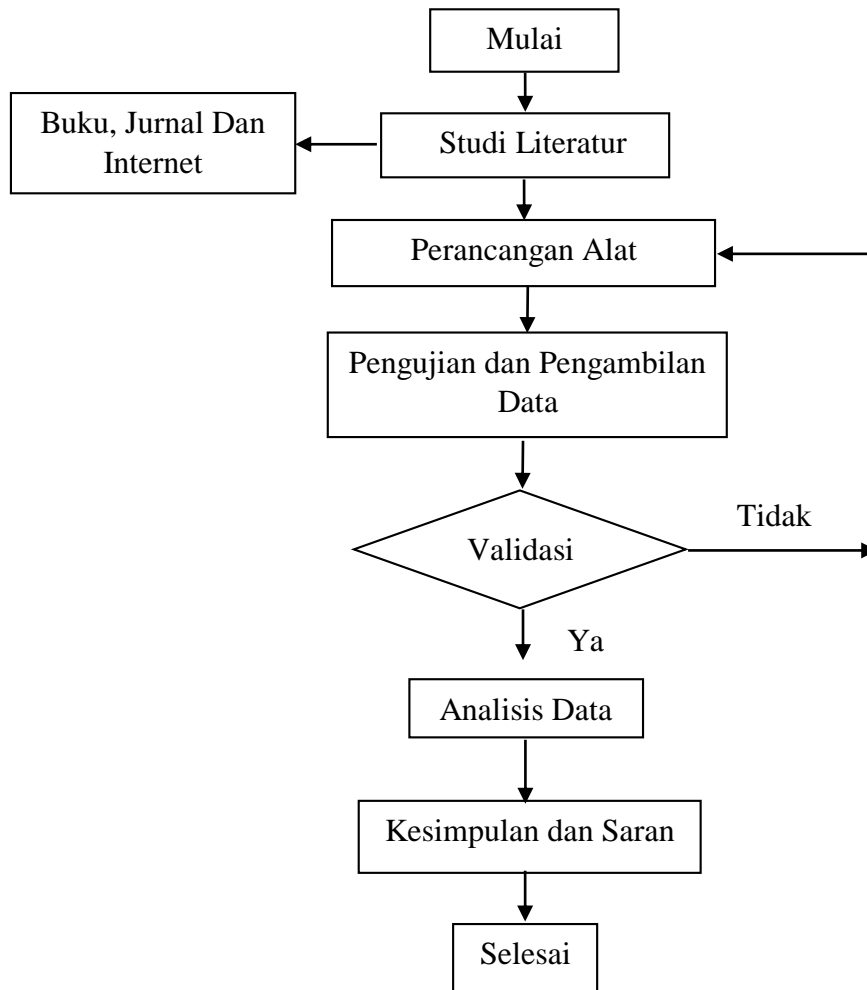 Mulai
Buku, Jurnal Dan
Internet
Studi Literatur
Perancangan Alat
Pengujian dan Pengambilan
Data
Validasi
Tidak
Ya
Analisis Data
Kesimpulan dan Saran
Selesai